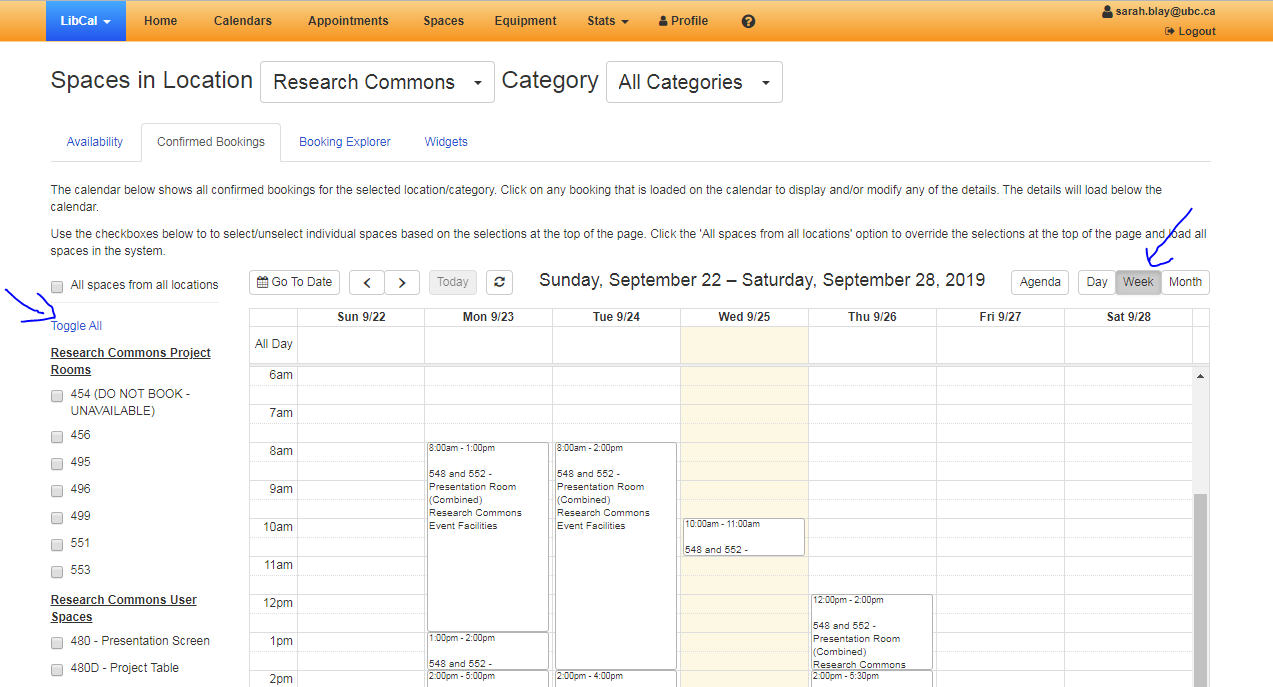 LibCal Home Calendars Appointments Spaces Equipment Stats Profile
sarah.blay@ubc.ca
Logout
Spaces in Location Research Commons Category All Categories
Availability Confirmed Bookings Booking Explorer Widgets
The calendar below shows all confirmed bookings for the selected location/category. Click on any booking that is loaded on the calendar to display and/or modify any of the details. The details will load below the
calendar.
Use the checkboxes below to to select/unselect individual spaces based on the selections at the top of the page. Click the 'All spaces from all locations' option to override the selections at the top of the page and load all
spaces in the system.
All spaces from all locations
Toggle All
Research Commons Project
Rooms
454 (DO NOT BOOK -
UNAVAILABLE)
456
495
496
499
551
553
Research Commons User
Spaces
480 - Presentation Screen
480D - Project Table
Go To Date < > Today Sunday, September 22 – Saturday, September 28, 2019 Agenda Day Week Month
Sun 9/22 Mon 9/23 Tue 9/24 Wed 9/25 Thu 9/26 Fri 9/27 Sat 9/28
All Day
6am
7am
8am
9am
10am
11am
12pm
1pm
2pm
8:00am - 1:00pm
548 and 552 -
Presentation Room
(Combined)
Research Commons
Event Facilities
1:00pm - 2:00pm
548 and 552 -
2:00pm - 5:00pm
8:00am - 2:00pm
548 and 552 -
Presentation Room
(Combined)
Research Commons
Event Facilities
2:00pm - 4:00pm
10:00am - 11:00am
548 and 552 -
12:00pm - 2:00pm
548 and 552 -
Presentation Room
(Combined)
Research Commons
2:00pm - 5:30pm